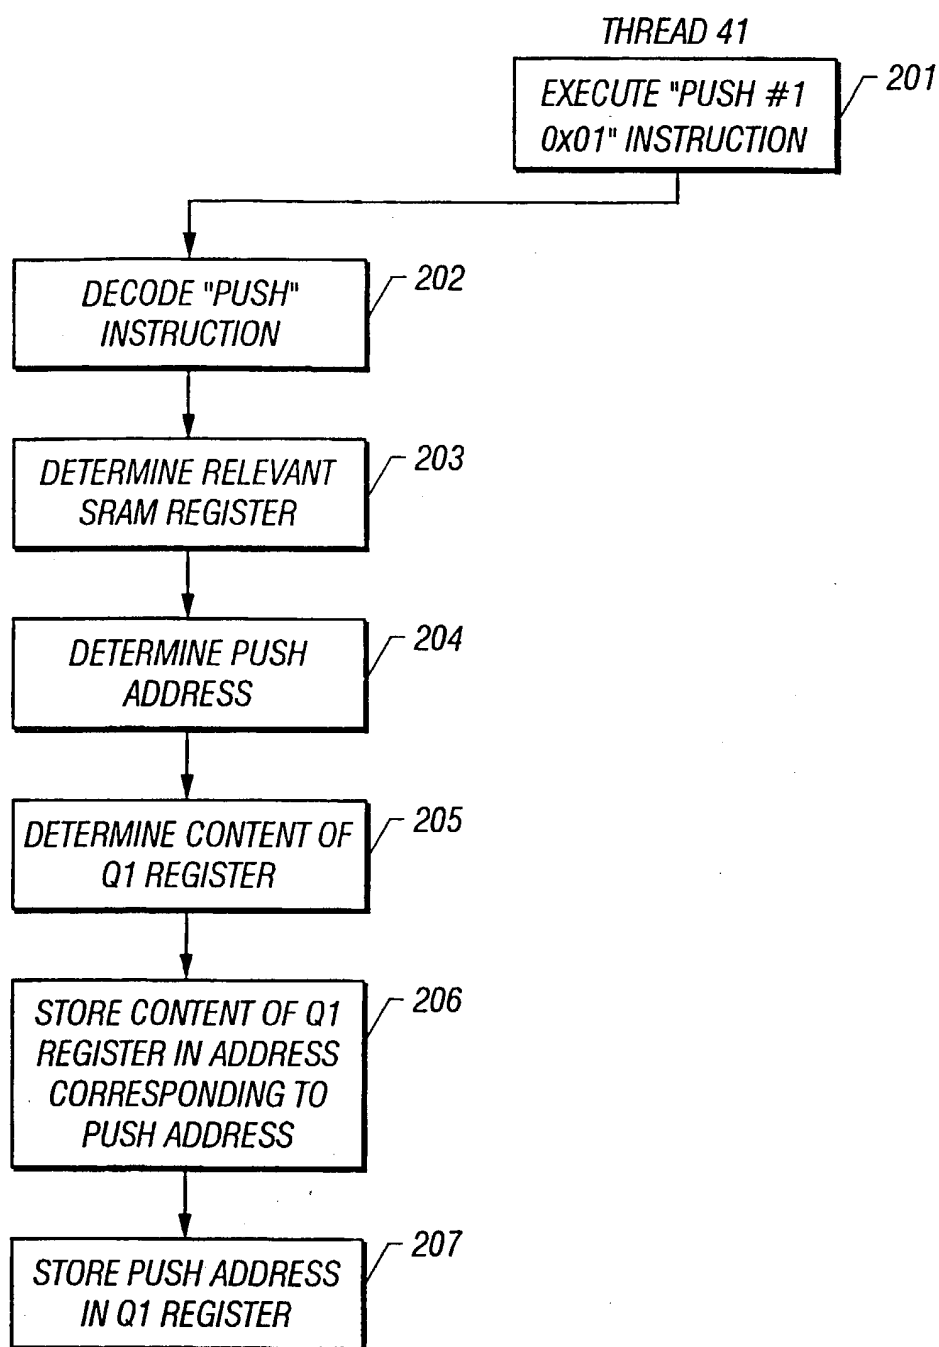 THREAD 41
EXECUTE "PUSH #1
0x01" INSTRUCTION
201
DECODE "PUSH"
INSTRUCTION
202
DETERMINE RELEVANT
SRAM REGISTER
203
DETERMINE PUSH
ADDRESS
204
DETERMINE CONTENT OF
Q1 REGISTER
205
STORE CONTENT OF Q1
REGISTER IN ADDRESS
CORRESPONDING TO
PUSH ADDRESS
206
STORE PUSH ADDRESS
IN Q1 REGISTER
207